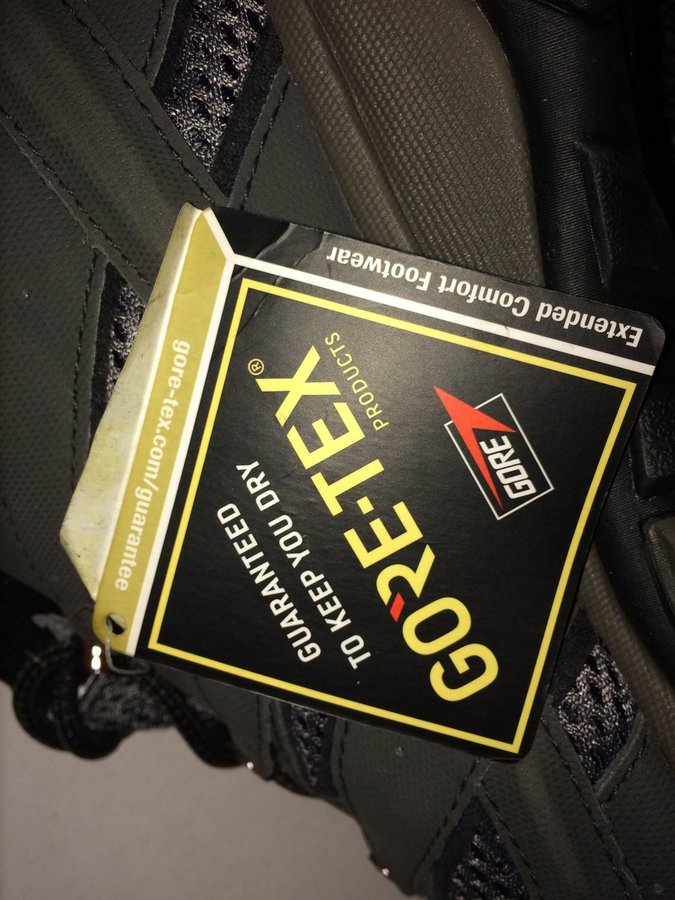 Extended Comfort Footwear
GUARANTEED
TO KEEP YOU DRY
GORE-TEX®
PRODUCTS
GORE
gore-tex.com/guarantee